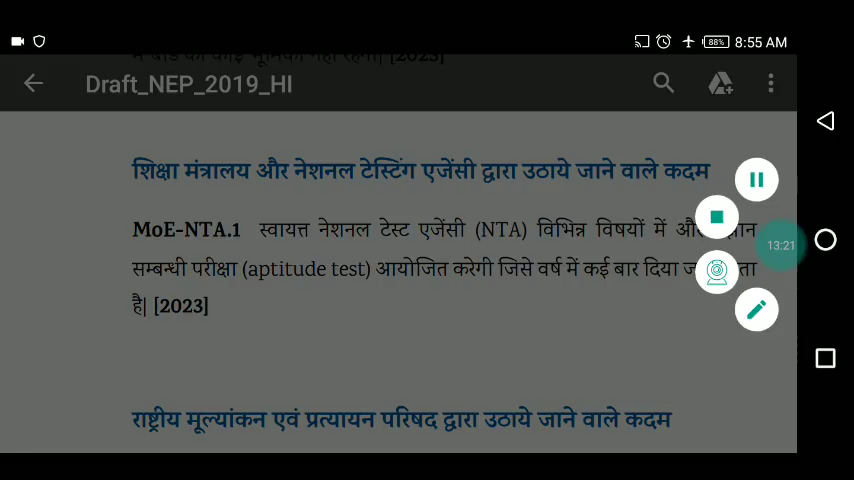 88% 8:55 AM
[2023]
Draft_NEP_2019_HI
शिक्षा मंत्रालय और नेशनल टेस्टिंग एजेंसी द्वारा उठाये जाने वाले कदम
MoE-NTA.1 स्वायत्त नेशनल टेस्ट एजेंसी (NTA) विभिन्न विषयों में
13:21
सम्बन्धी परीक्षा (aptitude test) आयोजित करेगी जिसे वर्ष में कई बार दिया
है| [2023]
राष्ट्रीय मूल्यांकन एवं प्रत्यायन परिषद द्वारा उठाये जाने वाले कदम